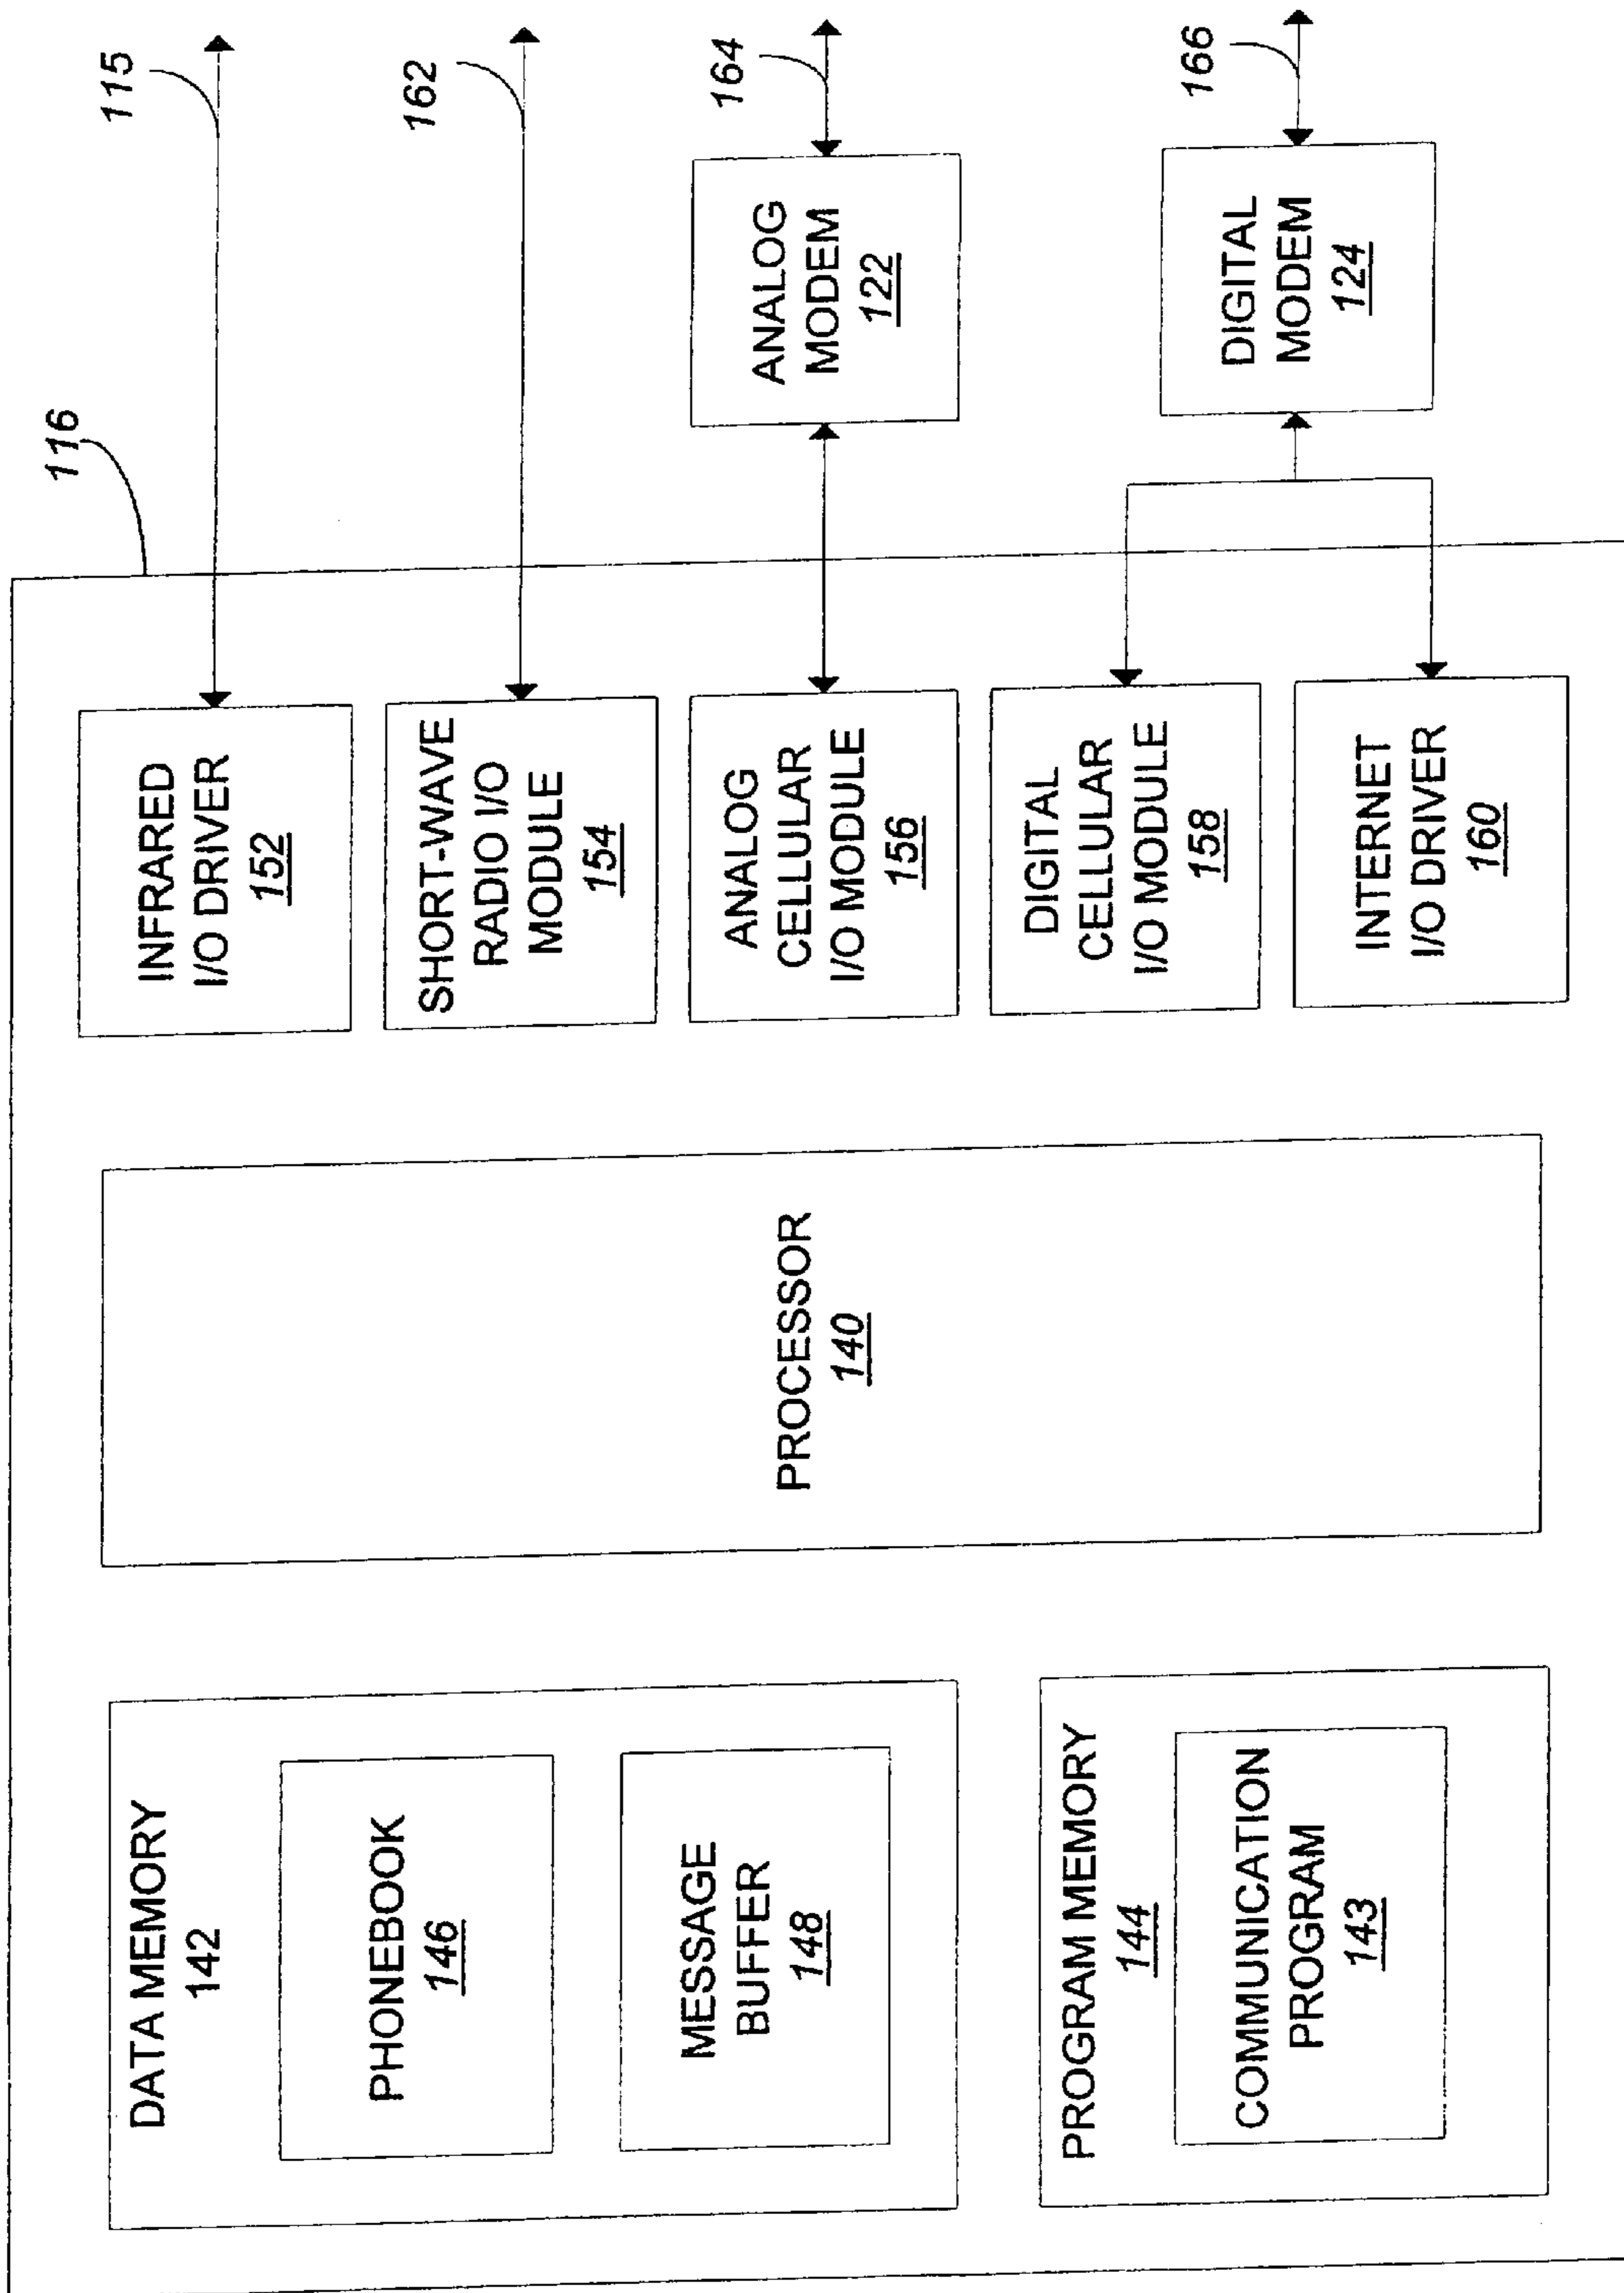 DATA MEMORY
142
PHONEBOOK
146
MESSAGE
BUFFER
148
PROGRAM MEMORY
144
COMMUNICATION
PROGRAM
143
PROCESSOR
140
INFRARED
I/O DRIVER
152
SHORT-WAVE
RADIO I/O
MODULE
154
ANALOG
CELLULAR
I/O MODULE
156
DIGITAL
CELLULAR
I/O MODULE
158
INTERNET
I/O DRIVER
160
116
115
162
ANALOG
MODEM
122
164
DIGITAL
MODEM
124
166